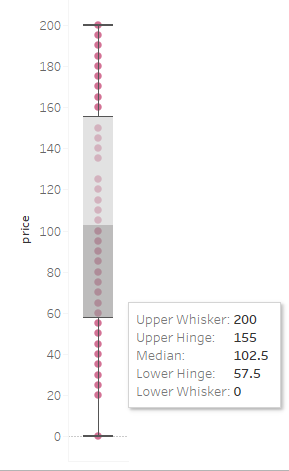 200
180
160
140
120
100
80
60
40
20
0
price
Upper Whisker: 200
Upper Hinge: 155
Median: 102.5
Lower Hinge: 57.5
Lower Whisker: 0